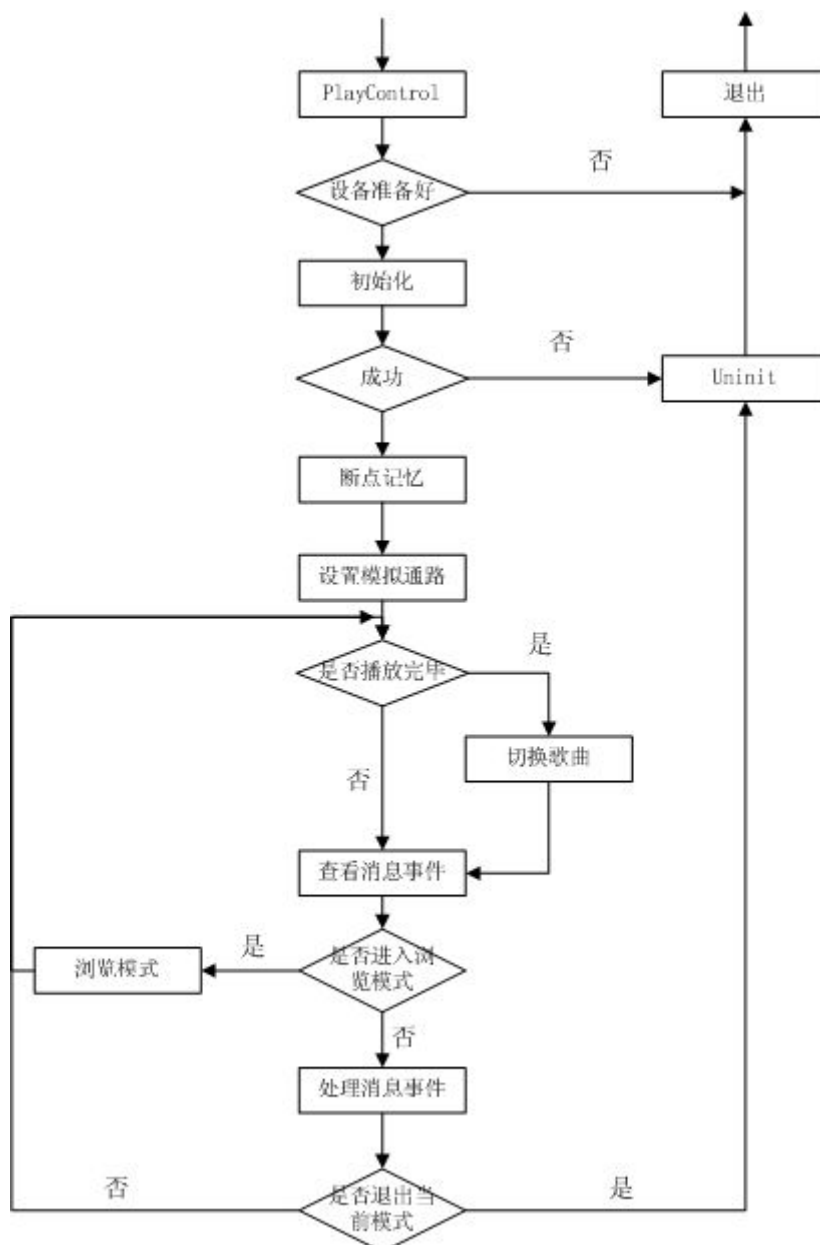 PlayControl
退出
设备准备好
否
初始化
成功
否
Uninit
断点记忆
设置模拟通路
是否播放完毕
是
切换歌曲
否
查看消息事件
是否进入浏
览模式
是
浏览模式
否
处理消息事件
是否退出当
前模式
否
是